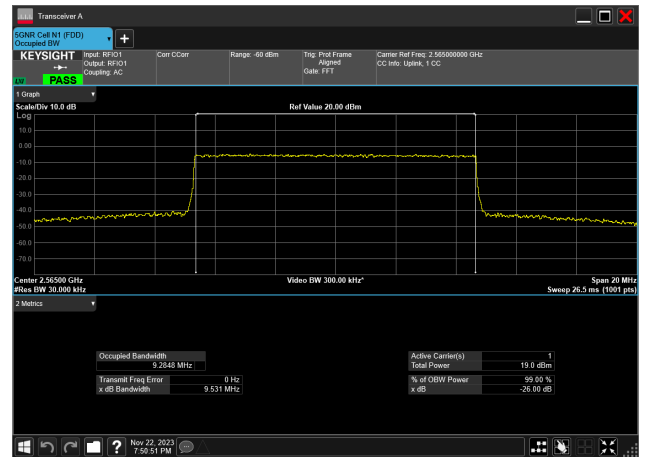 Transceiver A
5GNR Cell N1 (FDD)
Occupied BW
KEYSIGHT
LXI
PASS
Input: RFIO1
Output: RFIO1
Coupling: AC
Corr CCorr
Range: -60 dBm
Trig: Prot Frame
Aligned
Gate: FFT
Carrier Ref Freq: 2.565000000 GHz
CC Info: Uplink, 1 CC
1 Graph
Scale/Div 10.0 dB
Ref Value 20.00 dBm
Log
10.0
0.00
-10.0
-20.0
-30.0
-40.0
-50.0
-60.0
-70.0
Center 2.56500 GHz
Video BW 300.00 kHz*
Span 20 MHz
#Res BW 30.000 kHz
Sweep 26.5 ms (1001 pts)
2 Metrics
Occupied Bandwidth
9.2848 MHz
Transmit Freq Error 0 Hz
x dB Bandwidth 9.531 MHz
Active Carrier(s) 1
Total Power 19.0 dBm
% of OBW Power 99.00 %
x dB -26.00 dB
Nov 22, 2023
7:50:51 PM